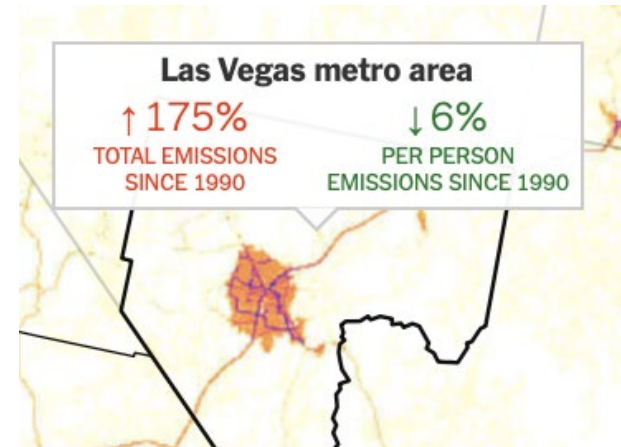 Las Vegas metro area
↑ 175% ↓ 6%
TOTAL EMISSIONS PER PERSON
SINCE 1990 EMISSIONS SINCE 1990